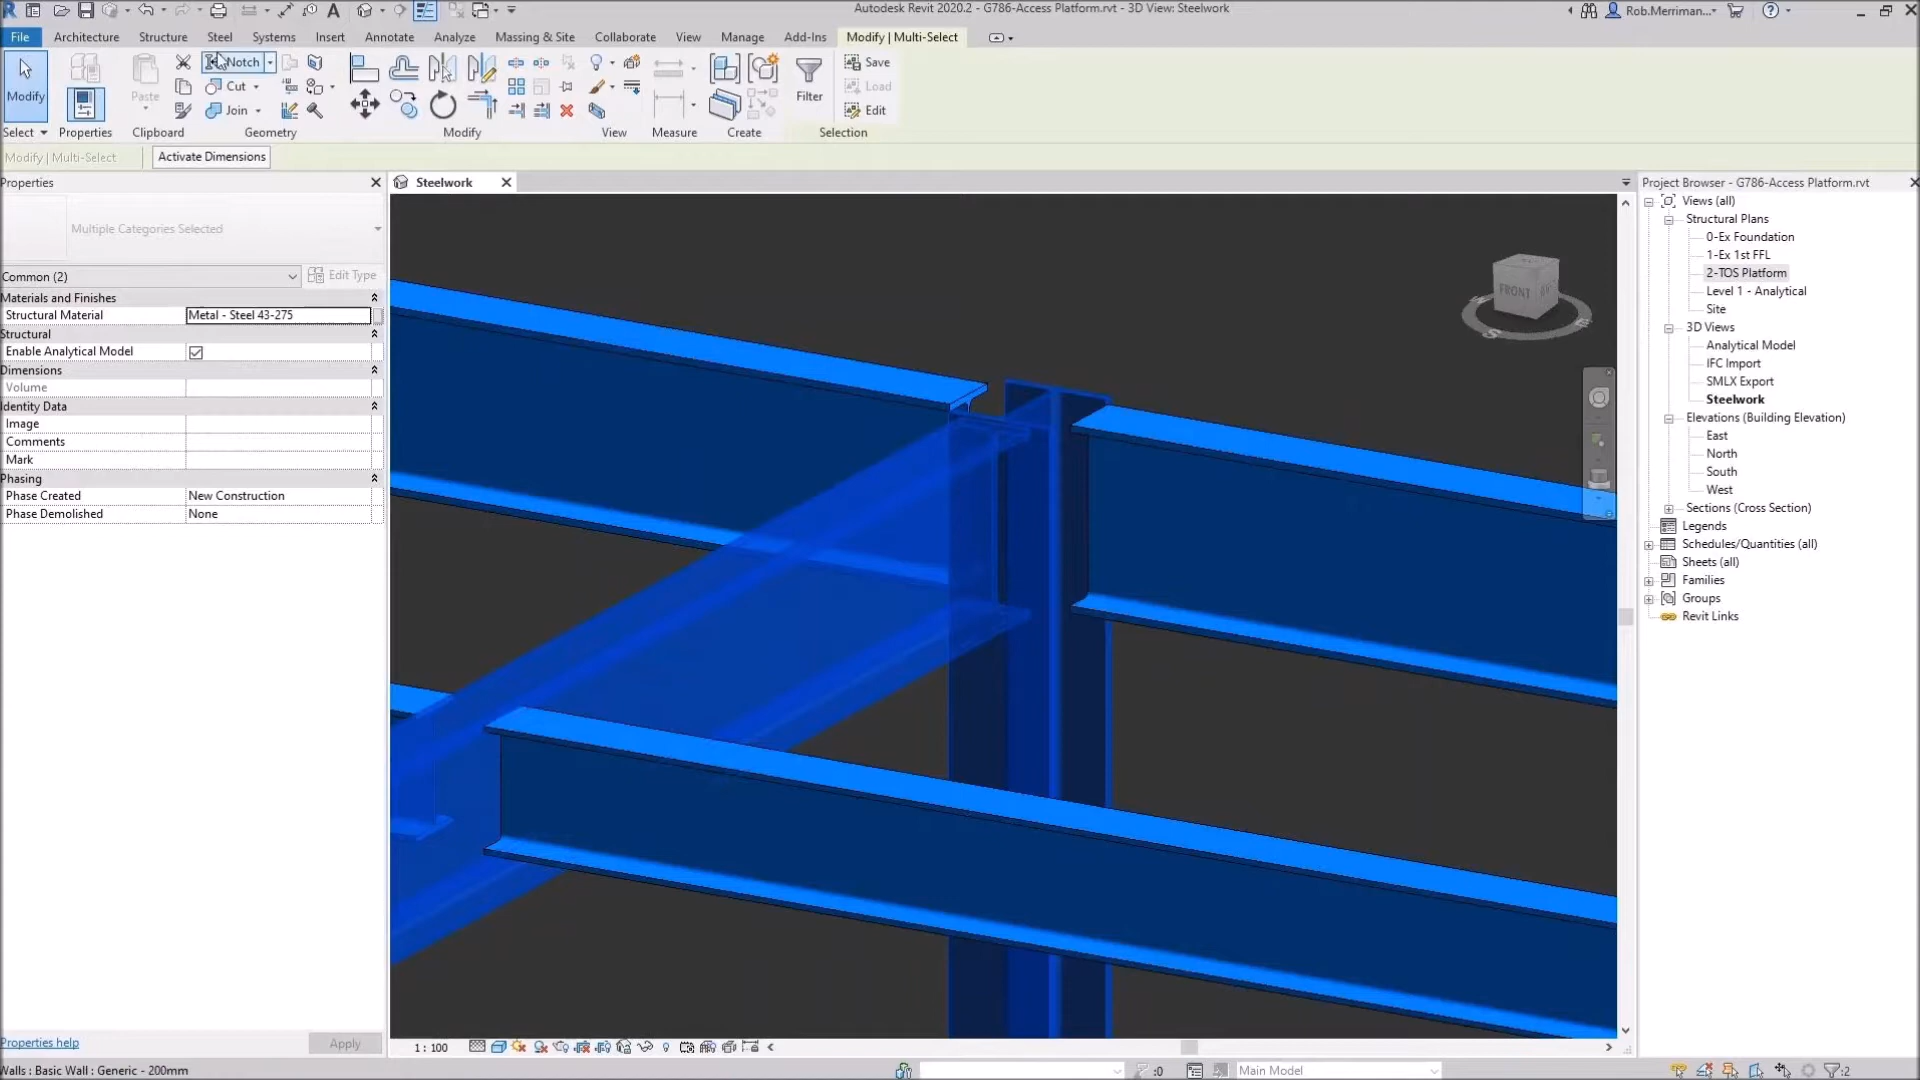 Autodesk Revit 2020.2 - G786-Access Platform.rvt - 3D View: Steelwork
Rob.Merriman...
File Architecture Structure Steel Systems Insert Annotate Analyze Massing & Site Collaborate View Manage Add-Ins Modify | Multi-Select
Modify
Paste
Notch
Cut
Join
Filter
Save
Load
Edit
Select Properties Clipboard Geometry Modify View Measure Create Selection
Modify | Multi-Select Activate Dimensions
Properties
Multiple Categories Selected
Common (2) Edit Type
Materials and Finishes
Structural Material Metal - Steel 43-275
Structural
Enable Analytical Model
Dimensions
Volume
Identity Data
Image
Comments
Mark
Phasing
Phase Created New Construction
Phase Demolished None
Properties help Apply
Steelwork
FRONT
S
E
Project Browser - G786-Access Platform.rvt
Views (all)
Structural Plans
0-Ex Foundation
1-Ex 1st FFL
2-TOS Platform
Level 1 - Analytical
Site
3D Views
Analytical Model
IFC Import
SMLX Export
Steelwork
Elevations (Building Elevation)
East
North
South
West
Sections (Cross Section)
Legends
Schedules/Quantities (all)
Sheets (all)
Families
Groups
Revit Links
1 : 100
Walls : Basic Wall : Generic - 200mm
:0
Main Model
:2